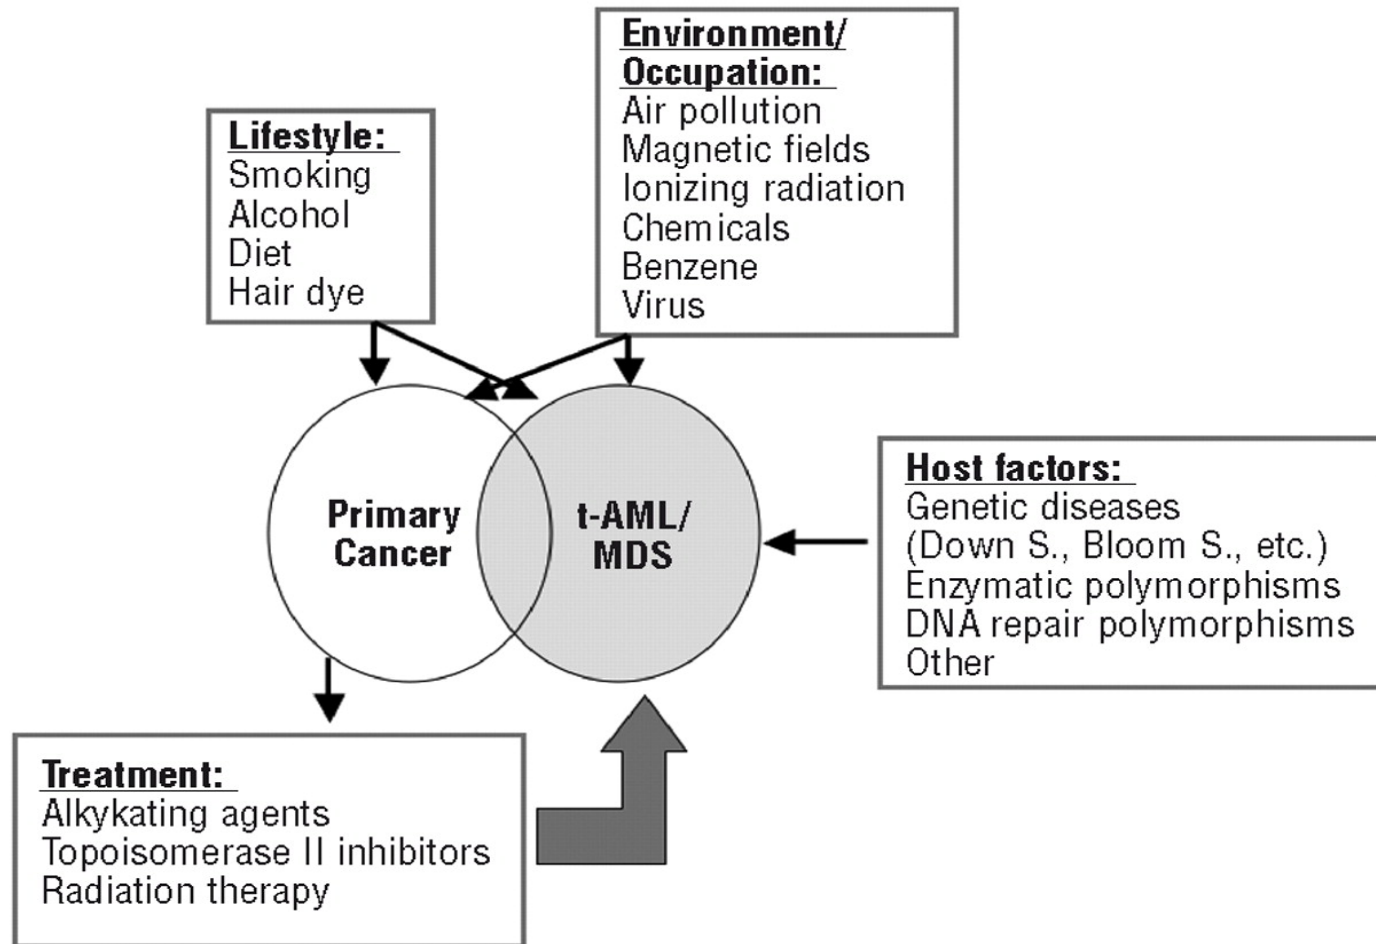 Environment/
Occupation:
Air pollution
Magnetic fields
Ionizing radiation
Chemicals
Benzene
Virus
Lifestyle:
Smoking
Alcohol
Diet
Hair dye
Primary
Cancer
t-AML/
MDS
Host factors:
Genetic diseases
(Down S., Bloom S., etc.)
Enzymatic polymorphisms
DNA repair polymorphisms
Other
Treatment:
Alkykating agents
Topoisomerase II inhibitors
Radiation therapy